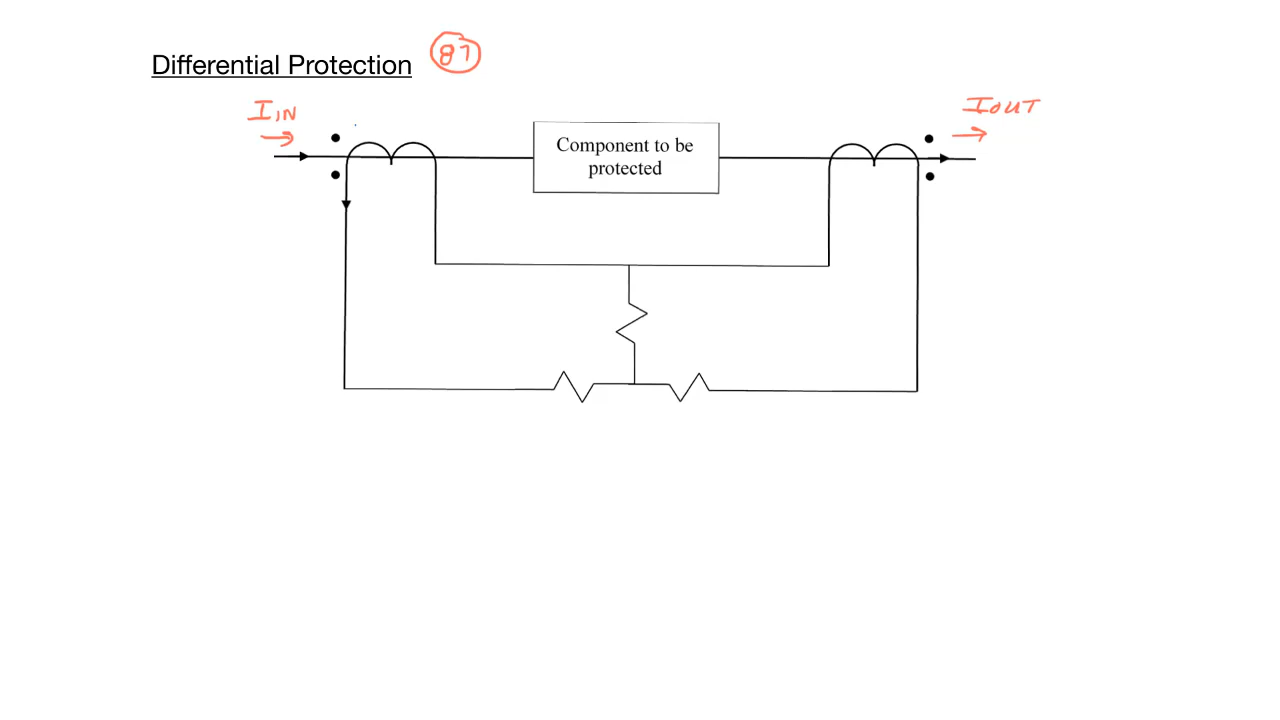 Differential Protection 87
IIN
IOUT
Component to be
protected